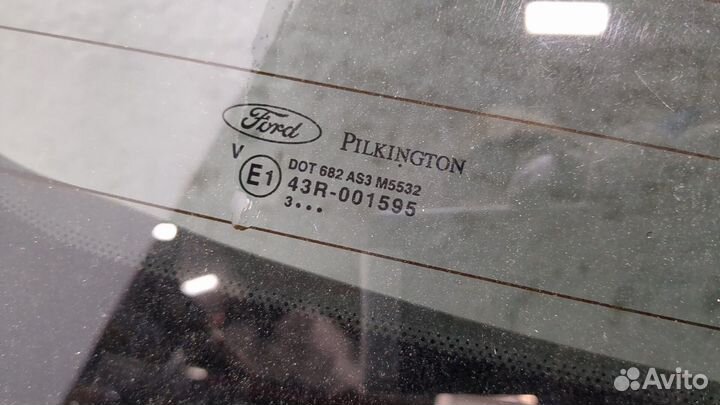 Ford PILKINGTON
V DOT 682 AS3 M5532
E1 43R-001595
3...
Avito